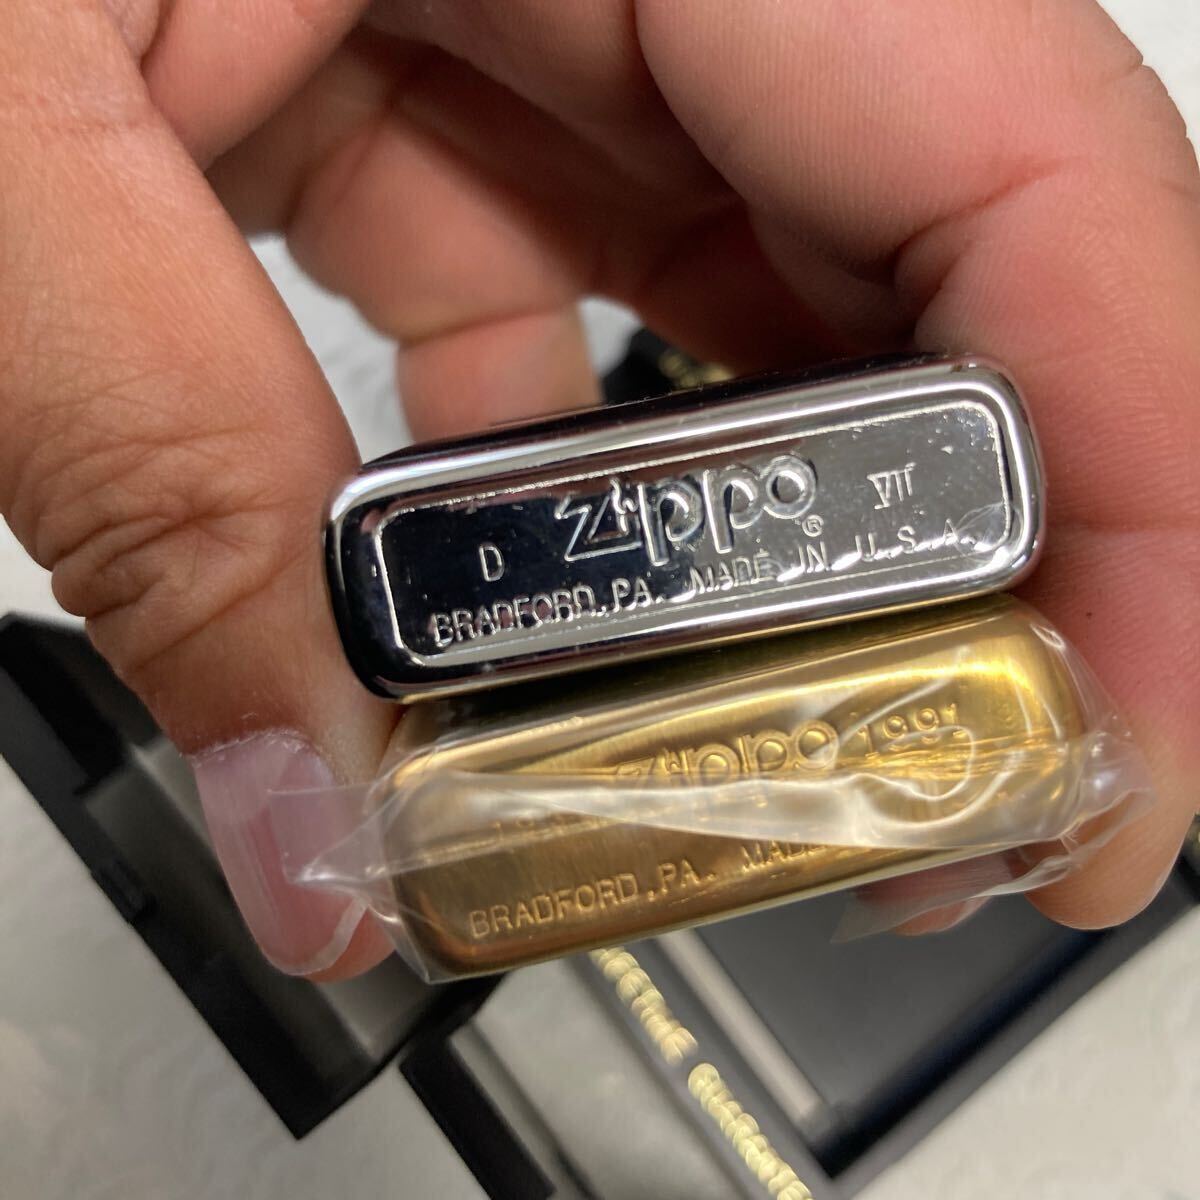 D Zippo ® VII
BRADFORD, PA. MADE IN U.S.A.
Zippo 1991
BRADFORD, PA. MADE